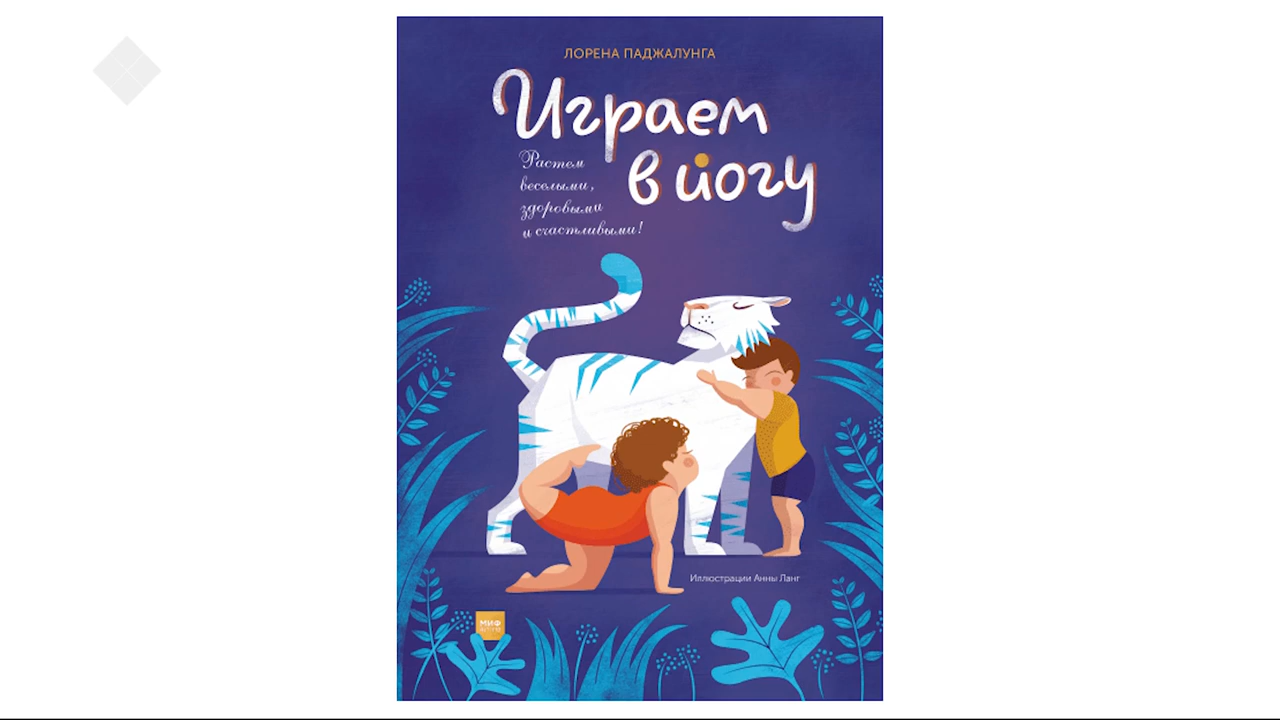 ЛОРЕНА ПАДЖАЛУНГА
Играем
в йогу
Растем
веселыми,
здоровыми
и счастливыми!
Иллюстрации Анны Ланг
МИФ